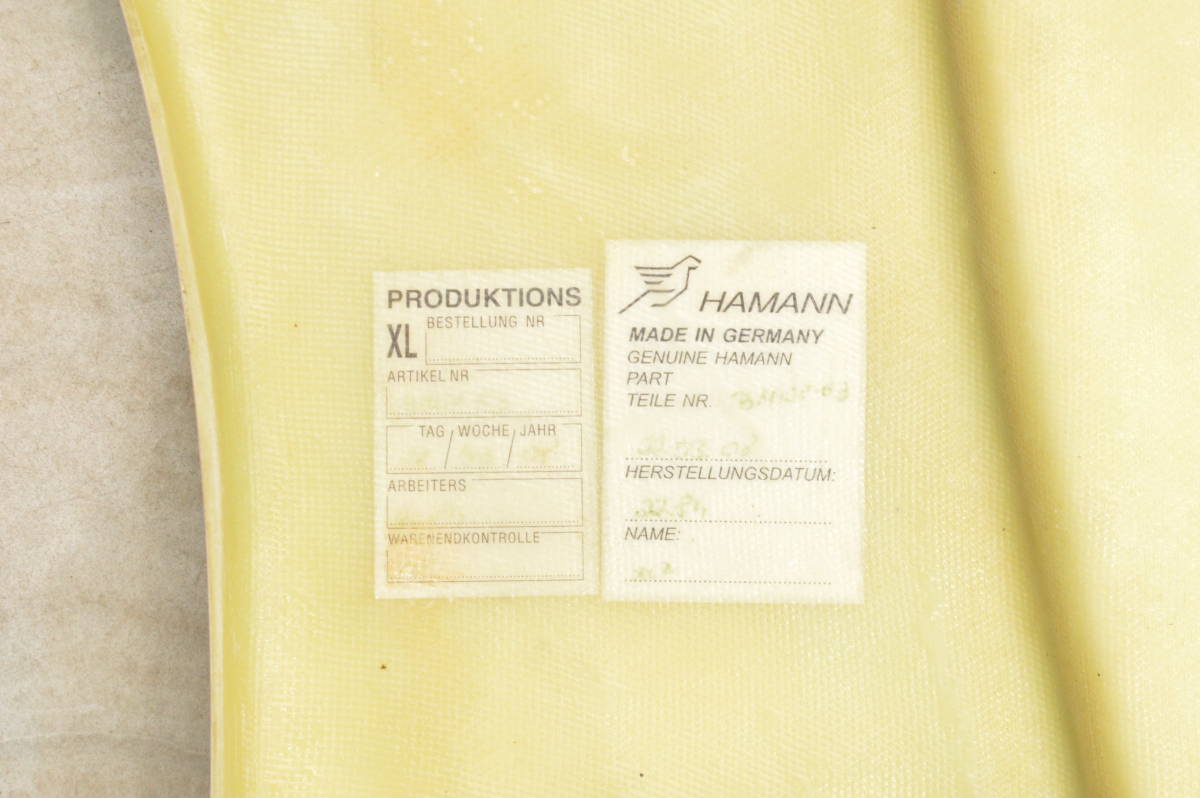 PRODUKTIONS
XL
BESTELLUNG NR
ARTIKEL NR
TAG / WOCHE / JAHR
ARBEITERS
WARENENDKONTROLLE
HAMANN
MADE IN GERMANY
GENUINE HAMANN
PART
TEILE NR.
HERSTELLUNGSDATUM:
NAME: